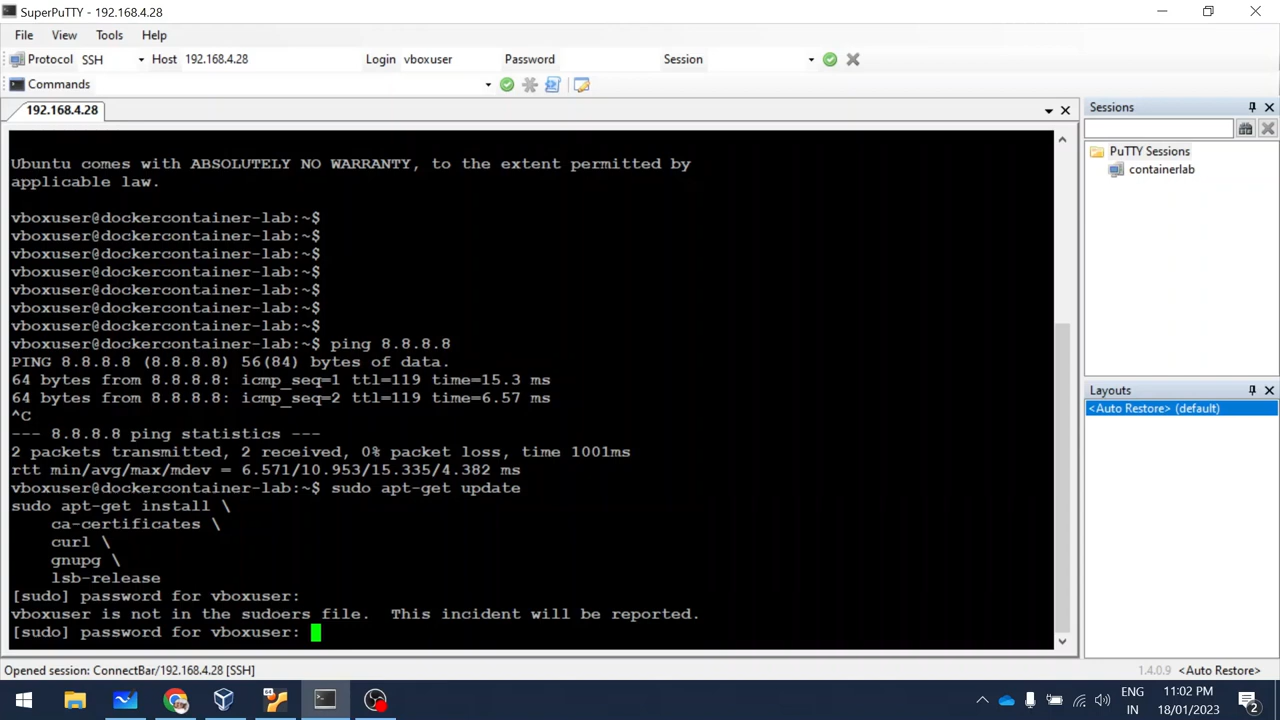 SuperPuTTY - 192.168.4.28
File View Tools Help
Protocol SSH Host 192.168.4.28 Login vboxuser Password Session
Commands
192.168.4.28
Ubuntu comes with ABSOLUTELY NO WARRANTY, to the extent permitted by
applicable law.
vboxuser@dockercontainer-lab:~$
vboxuser@dockercontainer-lab:~$
vboxuser@dockercontainer-lab:~$
vboxuser@dockercontainer-lab:~$
vboxuser@dockercontainer-lab:~$
vboxuser@dockercontainer-lab:~$
vboxuser@dockercontainer-lab:~$
vboxuser@dockercontainer-lab:~$ ping 8.8.8.8
PING 8.8.8.8 (8.8.8.8) 56(84) bytes of data.
64 bytes from 8.8.8.8: icmp_seq=1 ttl=119 time=15.3 ms
64 bytes from 8.8.8.8: icmp_seq=2 ttl=119 time=6.57 ms
^C
--- 8.8.8.8 ping statistics ---
2 packets transmitted, 2 received, 0% packet loss, time 1001ms
rtt min/avg/max/mdev = 6.571/10.953/15.335/4.382 ms
vboxuser@dockercontainer-lab:~$ sudo apt-get update
sudo apt-get install \
    ca-certificates \
    curl \
    gnupg \
    lsb-release
[sudo] password for vboxuser:
vboxuser is not in the sudoers file.  This incident will be reported.
[sudo] password for vboxuser:
Sessions
PuTTY Sessions
containerlab
Layouts
<Auto Restore> (default)
Opened session: ConnectBar/192.168.4.28 [SSH]
1.4.0.9 <Auto Restore>
64
ENG
IN
11:02 PM
18/01/2023
2